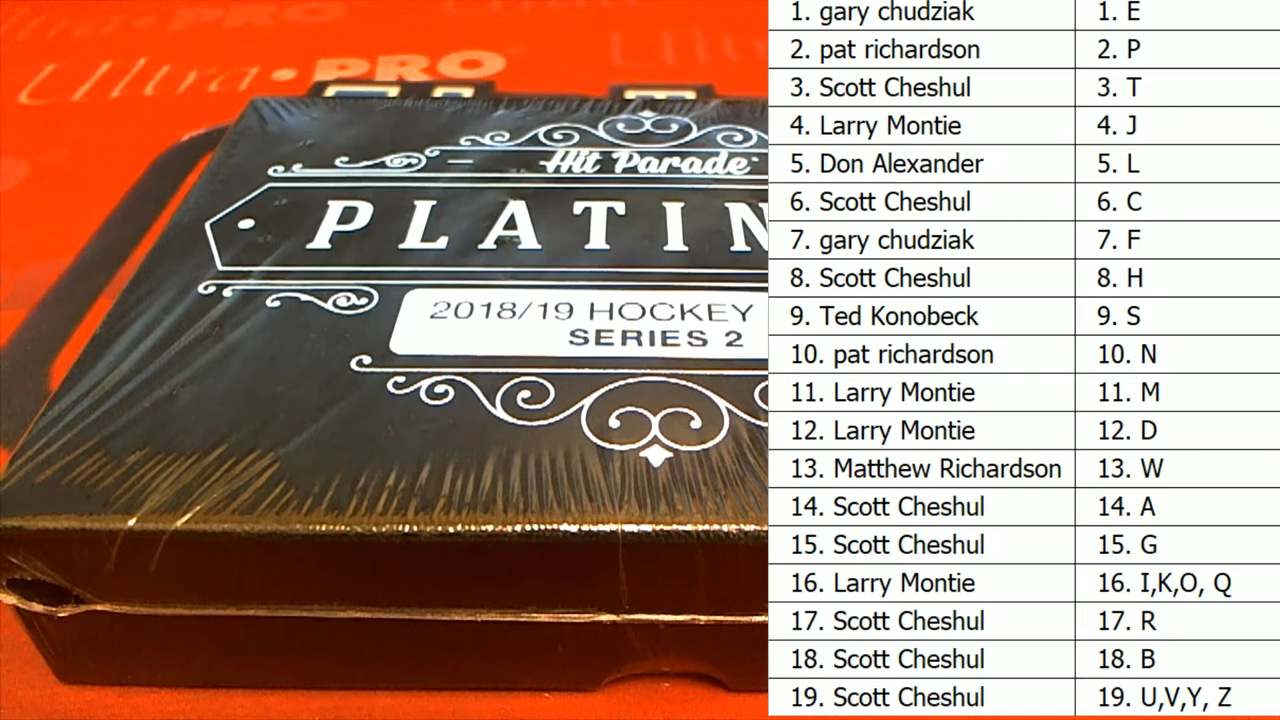 Ultra PRO
Hit Parade
PLATIN
2018/19 HOCKEY
SERIES 2
1. gary chudziak 1. E
2. pat richardson 2. P
3. Scott Cheshul 3. T
4. Larry Montie 4. J
5. Don Alexander 5. L
6. Scott Cheshul 6. C
7. gary chudziak 7. F
8. Scott Cheshul 8. H
9. Ted Konobeck 9. S
10. pat richardson 10. N
11. Larry Montie 11. M
12. Larry Montie 12. D
13. Matthew Richardson 13. W
14. Scott Cheshul 14. A
15. Scott Cheshul 15. G
16. Larry Montie 16. I,K,O, Q
17. Scott Cheshul 17. R
18. Scott Cheshul 18. B
19. Scott Cheshul 19. U,V,Y, Z